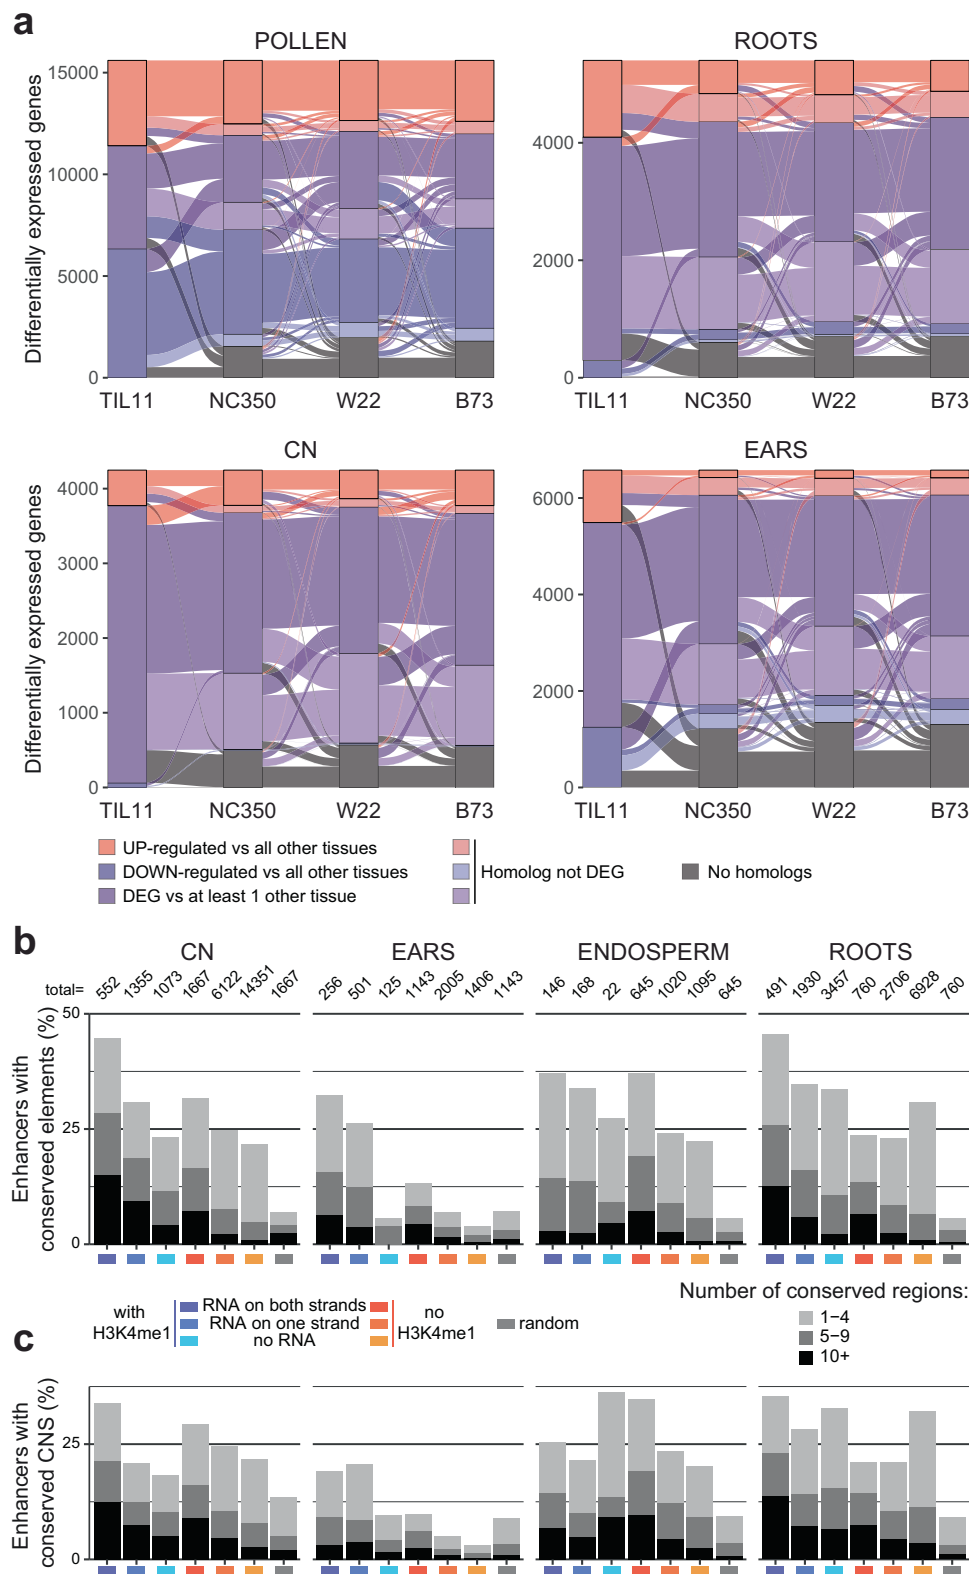 a
POLLEN
ROOTS
Differentially expressed genes
15000
10000
5000
0
4000
2000
0
TIL11 NC350 W22 B73
TIL11 NC350 W22 B73
CN
EARS
Differentially expressed genes
4000
3000
2000
1000
0
6000
4000
2000
0
TIL11 NC350 W22 B73
TIL11 NC350 W22 B73
UP-regulated vs all other tissues
DOWN-regulated vs all other tissues
DEG vs at least 1 other tissue
Homolog not DEG
No homologs
b
CN
EARS
ENDOSPERM
ROOTS
total=
552 1355 1073 1667 6122 14351 1667
256 501 125 1143 2005 1406 1143
146 168 22 645 1020 1095 645
491 1930 3457 760 2706 6928 760
Enhancers with
conserveed elements (%)
50
25
0
with
H3K4me1
RNA on both strands
RNA on one strand
no RNA
no
H3K4me1
random
Number of conserved regions:
1–4
5–9
10+
c
Enhancers with
conserved CNS (%)
25
0